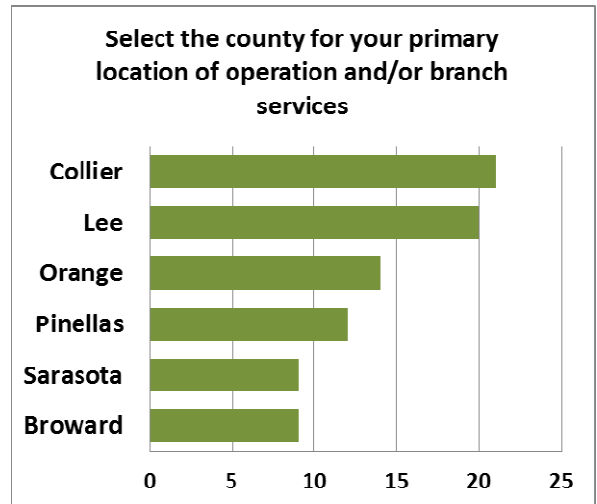 Select the county for your primary
location of operation and/or branch
services
Collier
Lee
Orange
Pinellas
Sarasota
Broward
0 5 10 15 20 25